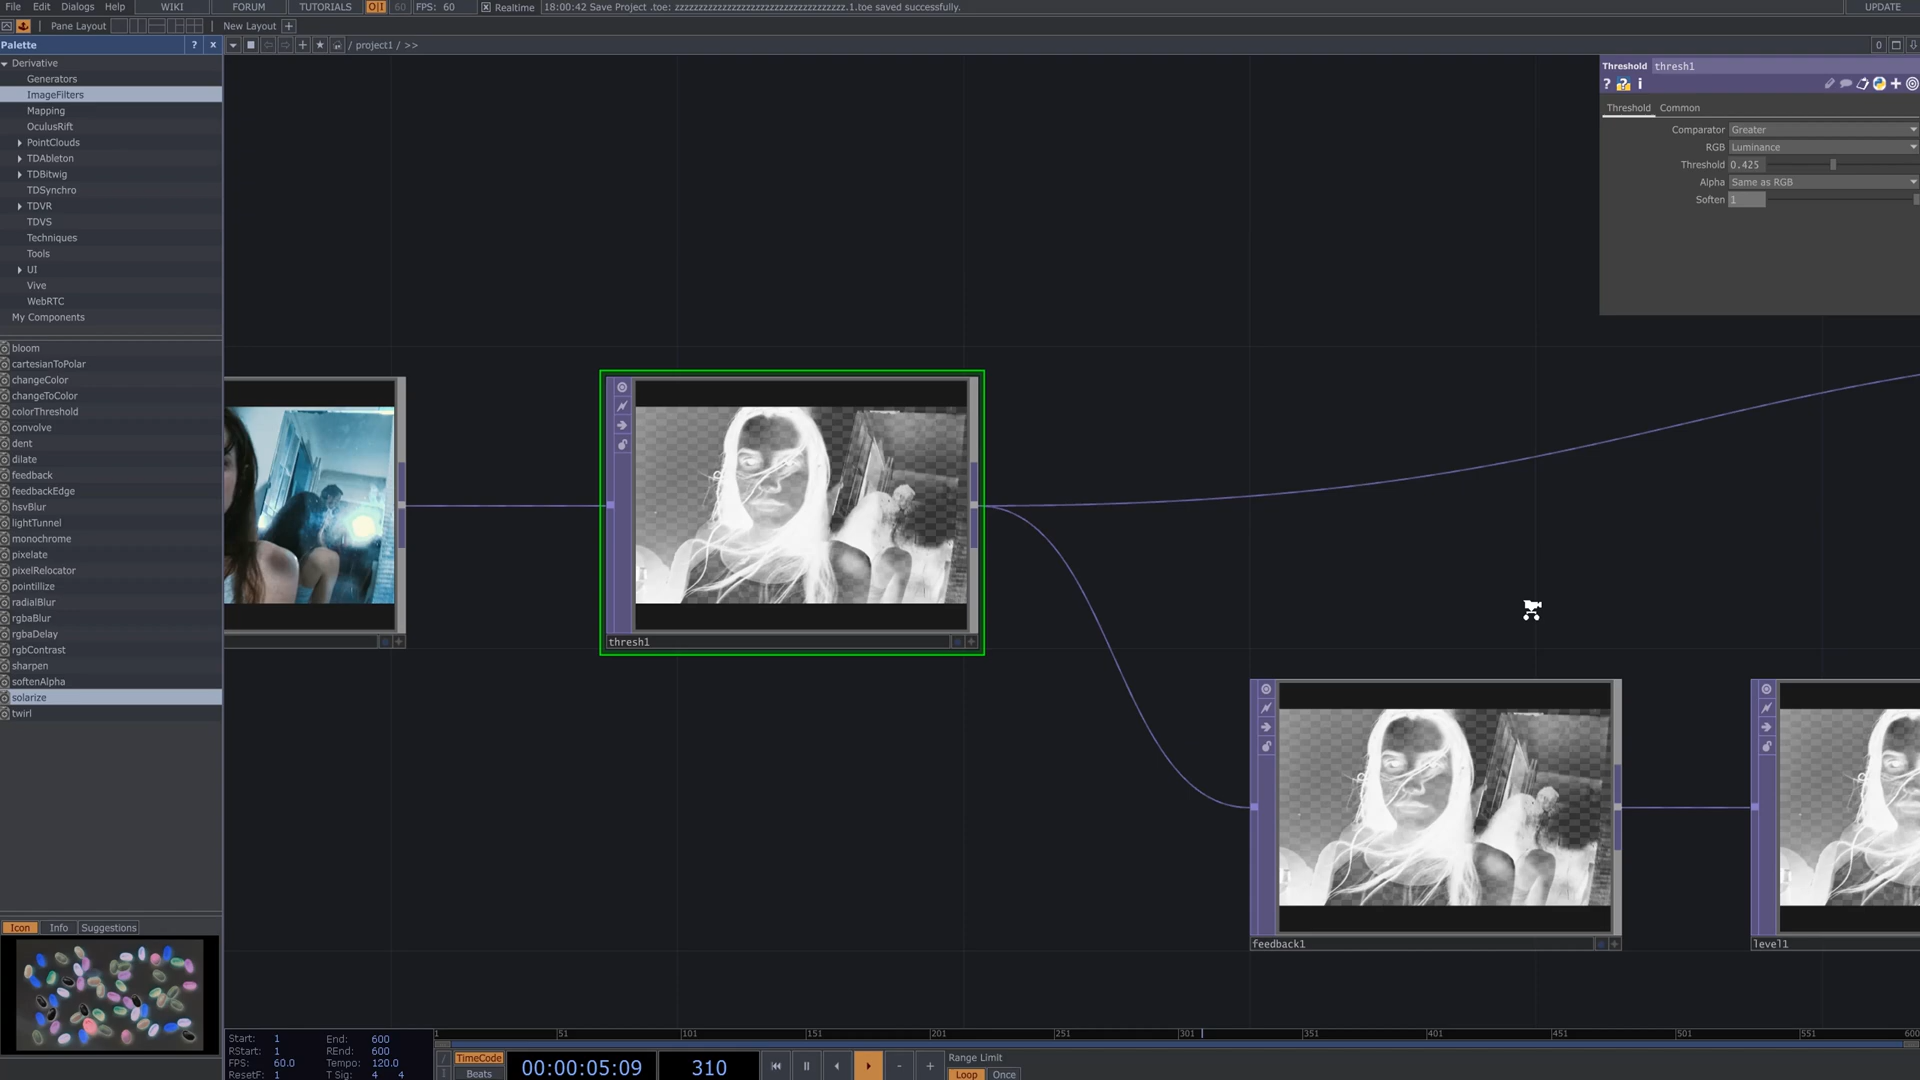 File Edit Dialogs Help WIKI FORUM TUTORIALS O|I 60 FPS: 60 Realtime 18:00:42 Save Project .toe: zzzzzzzzzzzzzzzzzzzzzzzzzzzzzzzzzzz.1.toe saved successfully. UPDATE
Pane Layout New Layout +
Palette ? x / project1 / >> 0
Derivative
Generators
ImageFilters
Mapping
OculusRift
PointClouds
TDAbleton
TDBitwig
TDSynchro
TDVR
TDVS
Techniques
Tools
UI
Vive
WebRTC
My Components
bloom
cartesianToPolar
changeColor
changeToColor
colorThreshold
convolve
dent
dilate
feedback
feedbackEdge
hsvBlur
lightTunnel
monochrome
pixelate
pixelRelocator
pointillize
radialBlur
rgbaBlur
rgbaDelay
rgbContrast
sharpen
softenAlpha
solarize
twirl
Icon Info Suggestions
Threshold thresh1
? ? i
Threshold Common
Comparator Greater
RGB Luminance
Threshold 0.425
Alpha Same as RGB
Soften 1
thresh1
feedback1
level1
Start: 1 End: 600
RStart: 1 REnd: 600
FPS: 60.0 Tempo: 120.0
ResetF: 1 T Sig: 4 4
1 51 101 151 201 251 301 351 401 451 501 551 600
TimeCode
Beats
00:00:05:09
310
- +
Range Limit
Loop Once